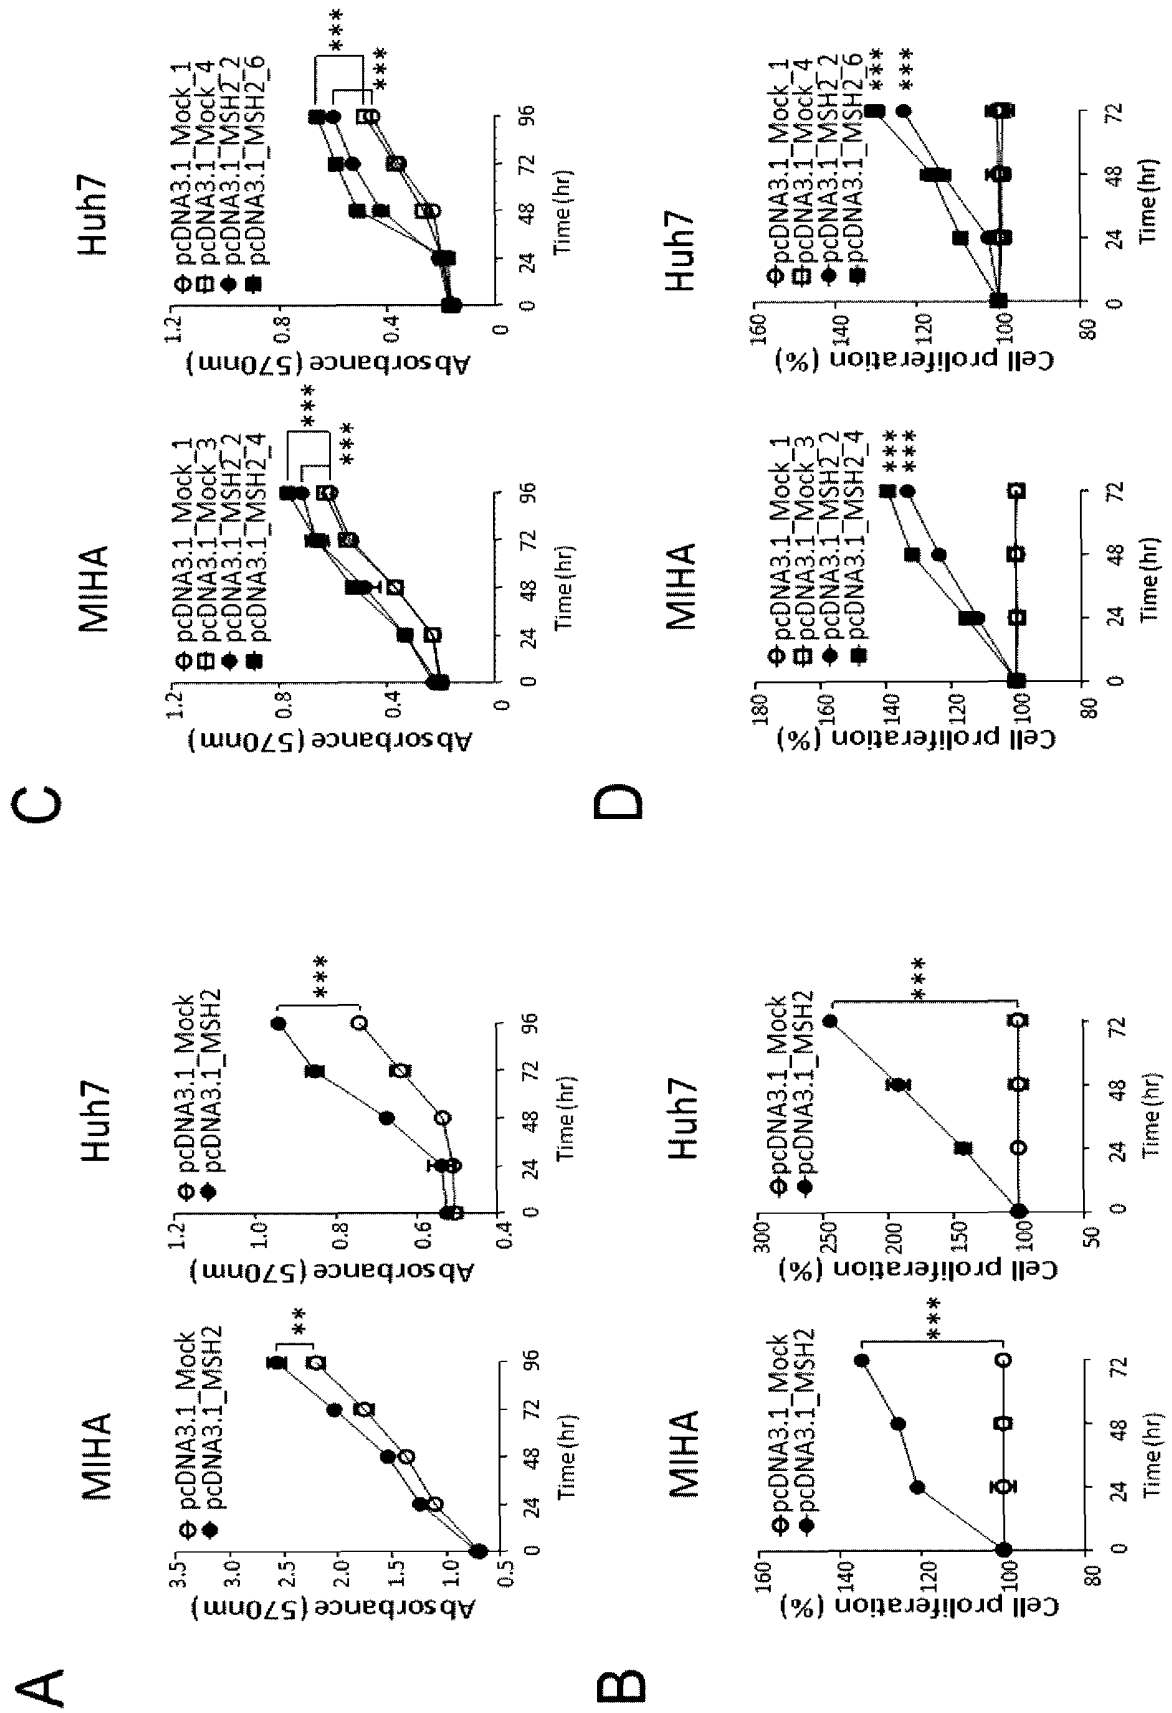 A
MIHA
pcDNA3.1_Mock
pcDNA3.1_MSH2
**
Absorbance (570nm)
3.5
3.0
2.5
2.0
1.5
1.0
0.5
0 24 48 72 96
Time(hr)
Huh7
pcDNA3.1_Mock
pcDNA3.1_MSH2
***
Absorbance (570nm)
1.2
1.0
0.8
0.6
0.4
0 24 48 72 96
Time(hr)
B
MIHA
pcDNA3.1_Mock
pcDNA3.1_MSH2
***
Cell proliferation (%)
160
140
120
100
80
0 24 48 72
Time(hr)
Huh7
pcDNA3.1_Mock
pcDNA3.1_MSH2
***
Cell proliferation (%)
300
250
200
150
100
50
0 24 48 72
Time(hr)
C
MIHA
pcDNA3.1_Mock_1
pcDNA3.1_Mock_3
pcDNA3.1_MSH2_2
pcDNA3.1_MSH2_4
***
***
Absorbance (570nm)
1.2
0.8
0.4
0
0 24 48 72 96
Time(hr)
Huh7
pcDNA3.1_Mock_1
pcDNA3.1_Mock_4
pcDNA3.1_MSH2_2
pcDNA3.1_MSH2_6
***
***
Absorbance (570nm)
1.2
0.8
0.4
0
0 24 48 72 96
Time(hr)
D
MIHA
pcDNA3.1_Mock_1
pcDNA3.1_Mock_3
pcDNA3.1_MSH2_2
pcDNA3.1_MSH2_4
***
***
Cell proliferation (%)
180
160
140
120
100
80
0 24 48 72
Time(hr)
Huh7
pcDNA3.1_Mock_1
pcDNA3.1_Mock_4
pcDNA3.1_MSH2_2
pcDNA3.1_MSH2_6
***
***
Cell proliferation (%)
160
140
120
100
80
0 24 48 72
Time(hr)